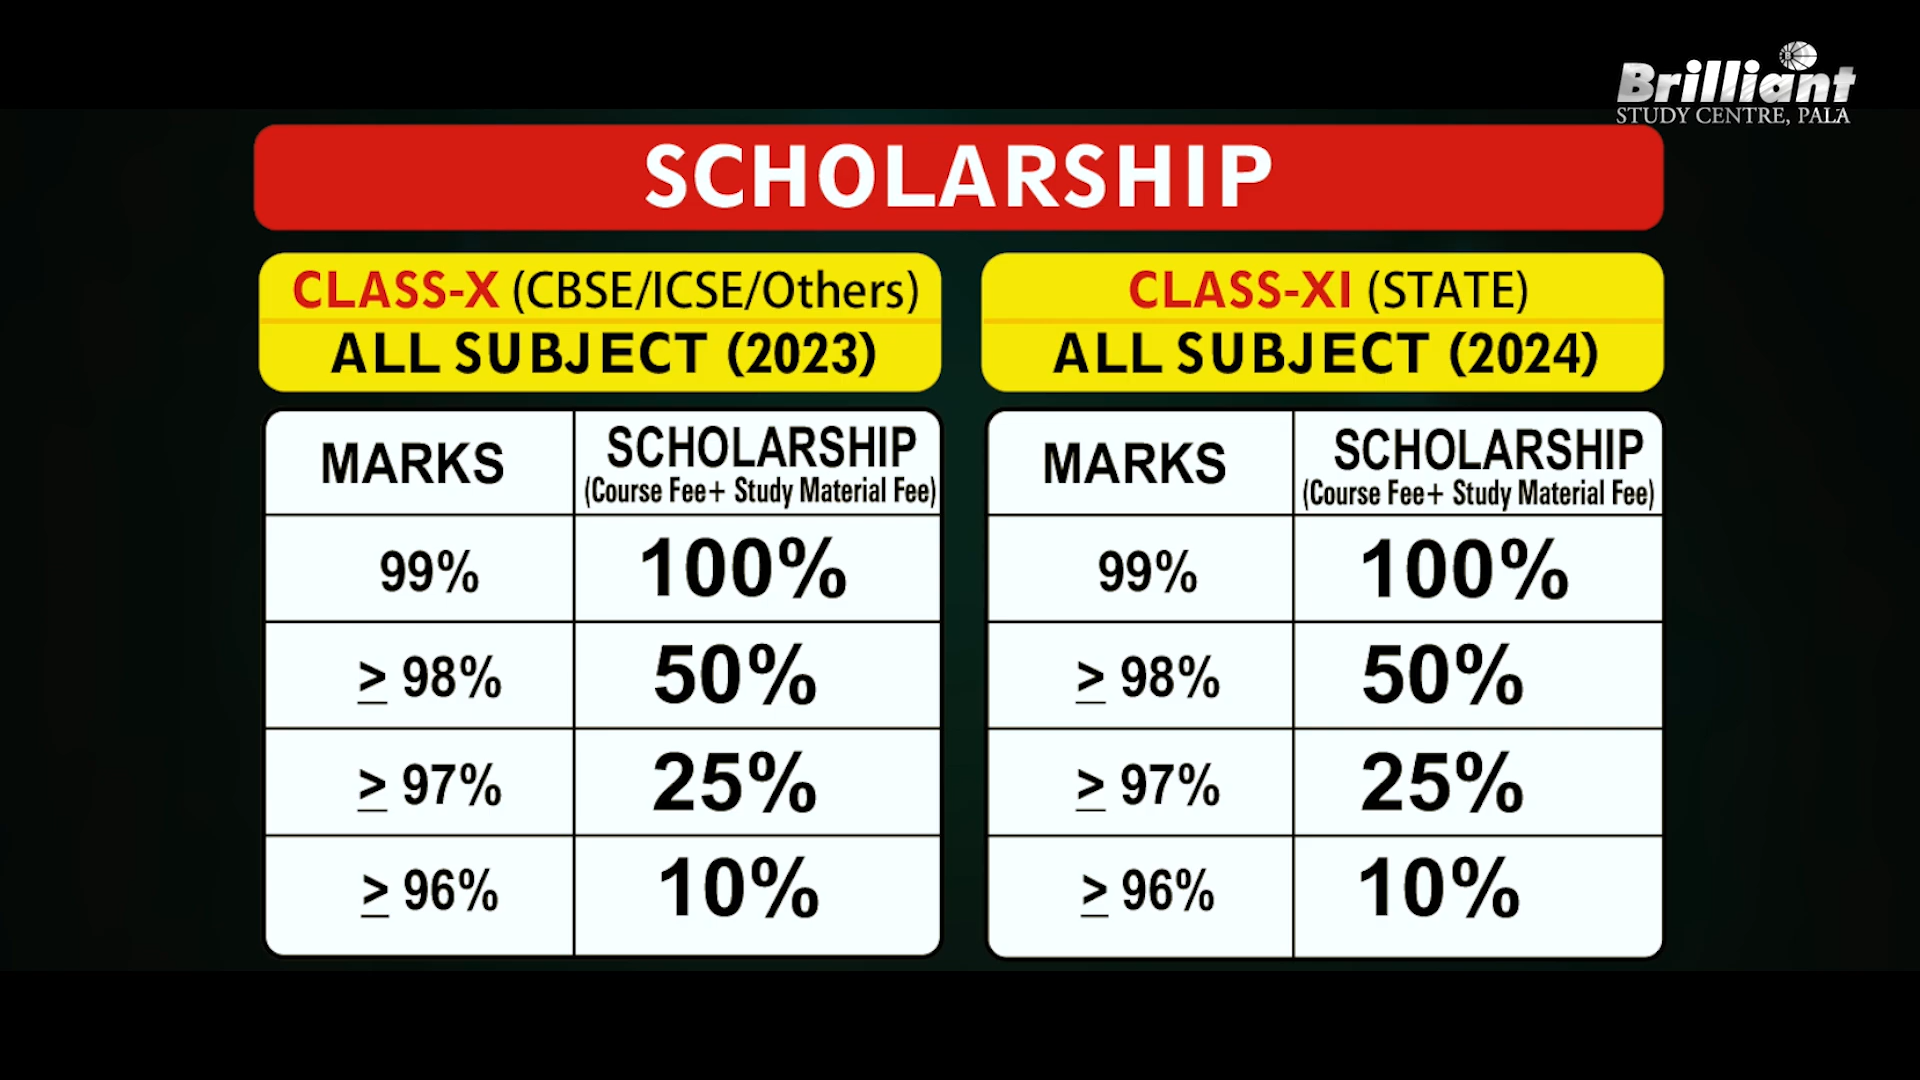 Brilliant
STUDY CENTRE, PALA
SCHOLARSHIP
CLASS-X (CBSE/ICSE/Others)
ALL SUBJECT (2023)
MARKS
SCHOLARSHIP
(Course Fee+ Study Material Fee)
99% 100%
≥ 98% 50%
≥ 97% 25%
≥ 96% 10%
CLASS-XI (STATE)
ALL SUBJECT (2024)
MARKS
SCHOLARSHIP
(Course Fee+ Study Material Fee)
99% 100%
≥ 98% 50%
≥ 97% 25%
≥ 96% 10%